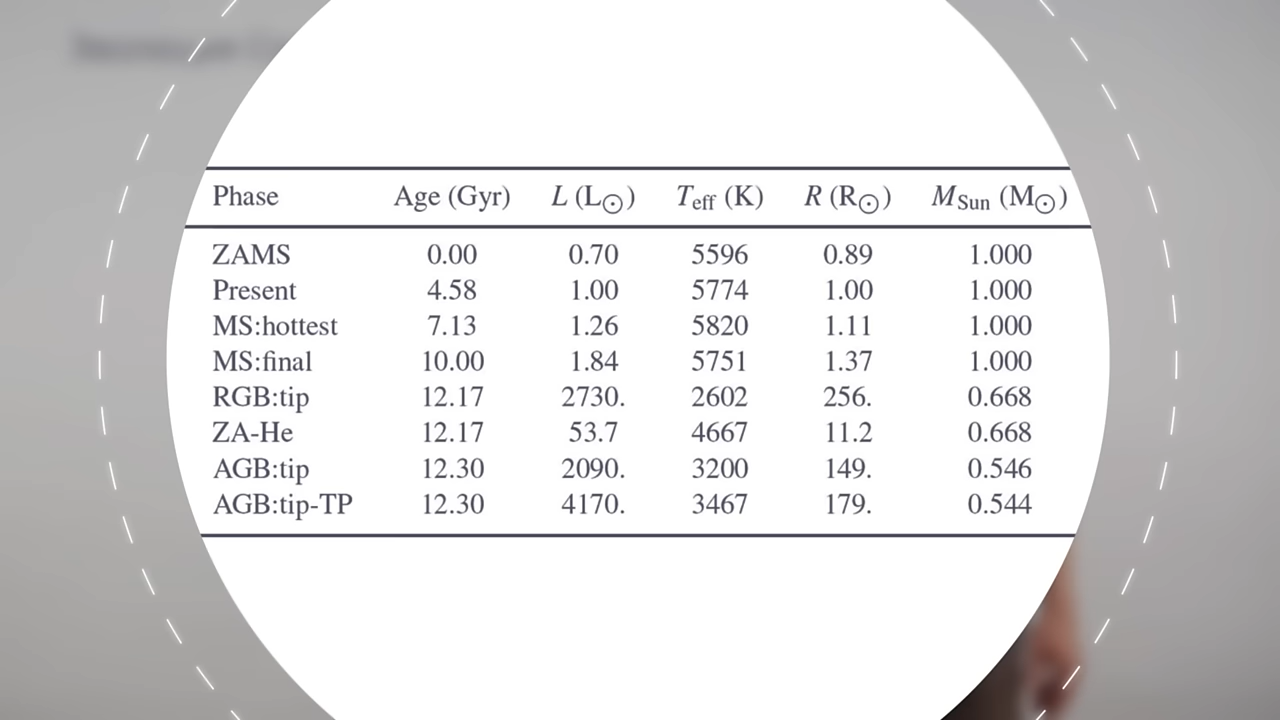 Phase Age (Gyr) L (L☉) Teff (K) R (R☉) MSun (M☉)
ZAMS 0.00 0.70 5596 0.89 1.000
Present 4.58 1.00 5774 1.00 1.000
MS:hottest 7.13 1.26 5820 1.11 1.000
MS:final 10.00 1.84 5751 1.37 1.000
RGB:tip 12.17 2730. 2602 256. 0.668
ZA-He 12.17 53.7 4667 11.2 0.668
AGB:tip 12.30 2090. 3200 149. 0.546
AGB:tip-TP 12.30 4170. 3467 179. 0.544